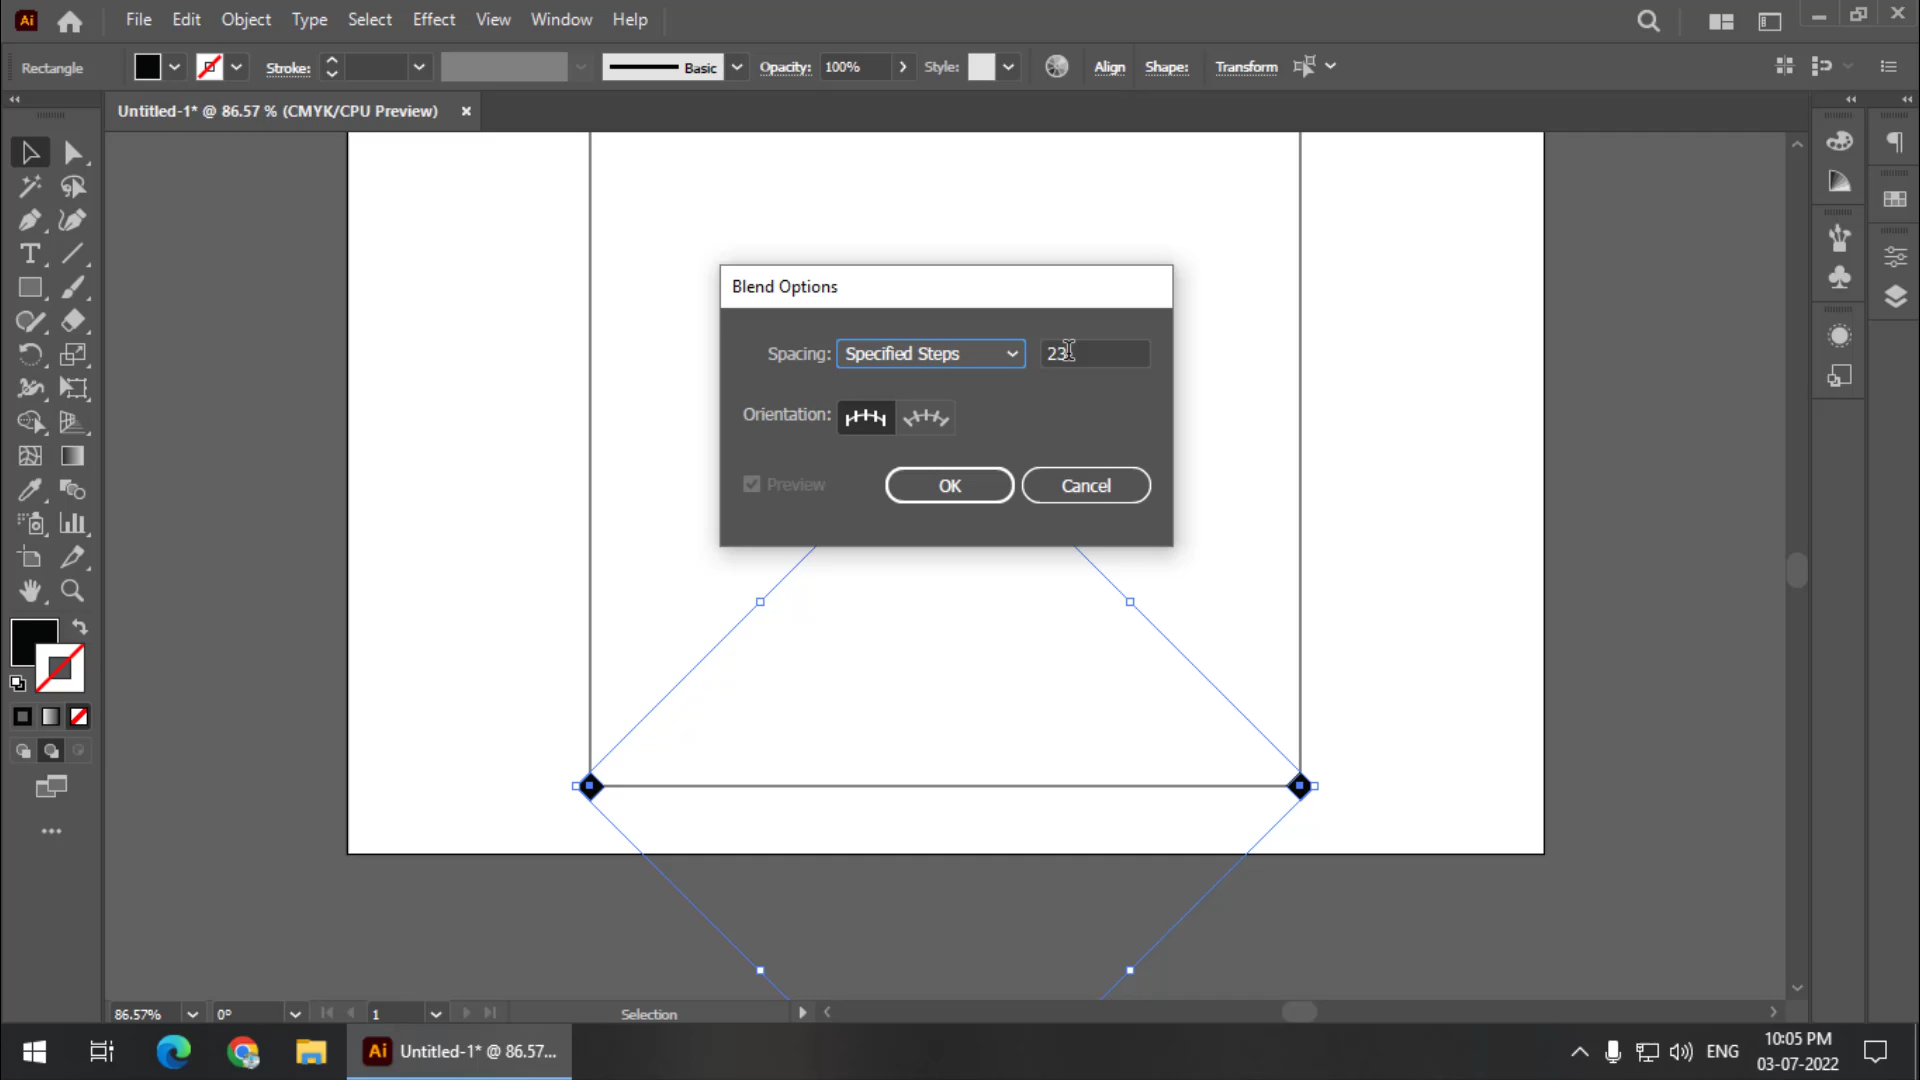 Ai File Edit Object Type Select Effect View Window Help
Rectangle Stroke: Basic Opacity: 100% Style: Align Shape: Transform
Untitled-1* @ 86.57 % (CMYK/CPU Preview)
Blend Options
Spacing: Specified Steps 23
Orientation:
Preview OK Cancel
86.57% 0° 1 Selection
Ai Untitled-1* @ 86.57... ENG 10:05 PM
03-07-2022